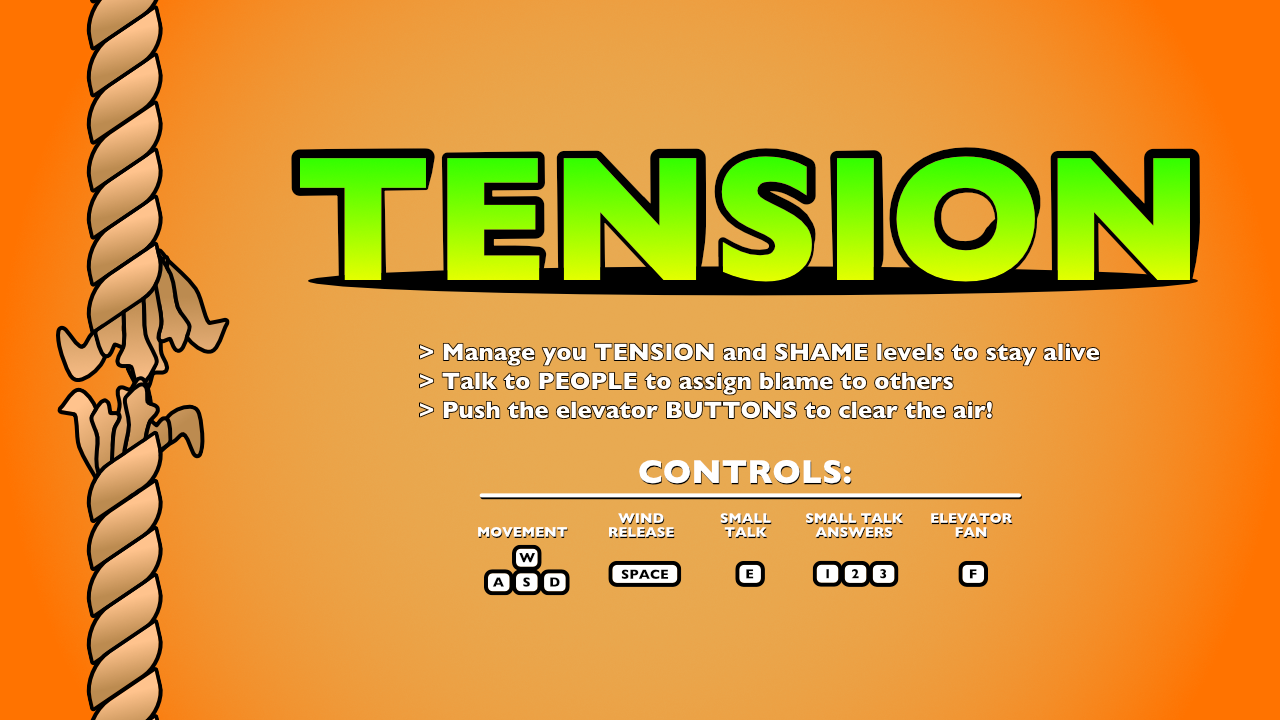 TENSION
> Manage you TENSION and SHAME levels to stay alive
> Talk to PEOPLE to assign blame to others
> Push the elevator BUTTONS to clear the air!
CONTROLS:
MOVEMENT
W
A S D
WIND
RELEASE
SPACE
SMALL
TALK
E
SMALL TALK
ANSWERS
1 2 3
ELEVATOR
FAN
F